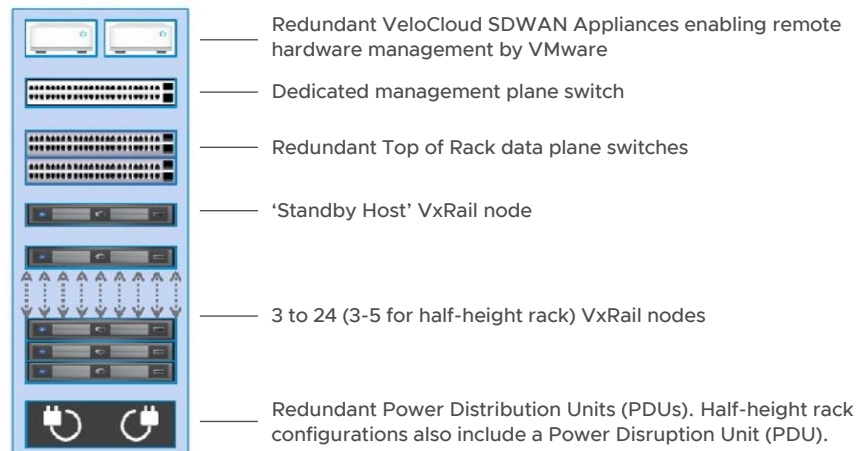 Redundant VeloCloud SDWAN Appliances enabling remote
hardware management by VMware
Dedicated management plane switch
Redundant Top of Rack data plane switches
‘Standby Host’ VxRail node
3 to 24 (3-5 for half-height rack) VxRail nodes
Redundant Power Distribution Units (PDUs). Half-height rack
configurations also include a Power Disruption Unit (PDU).